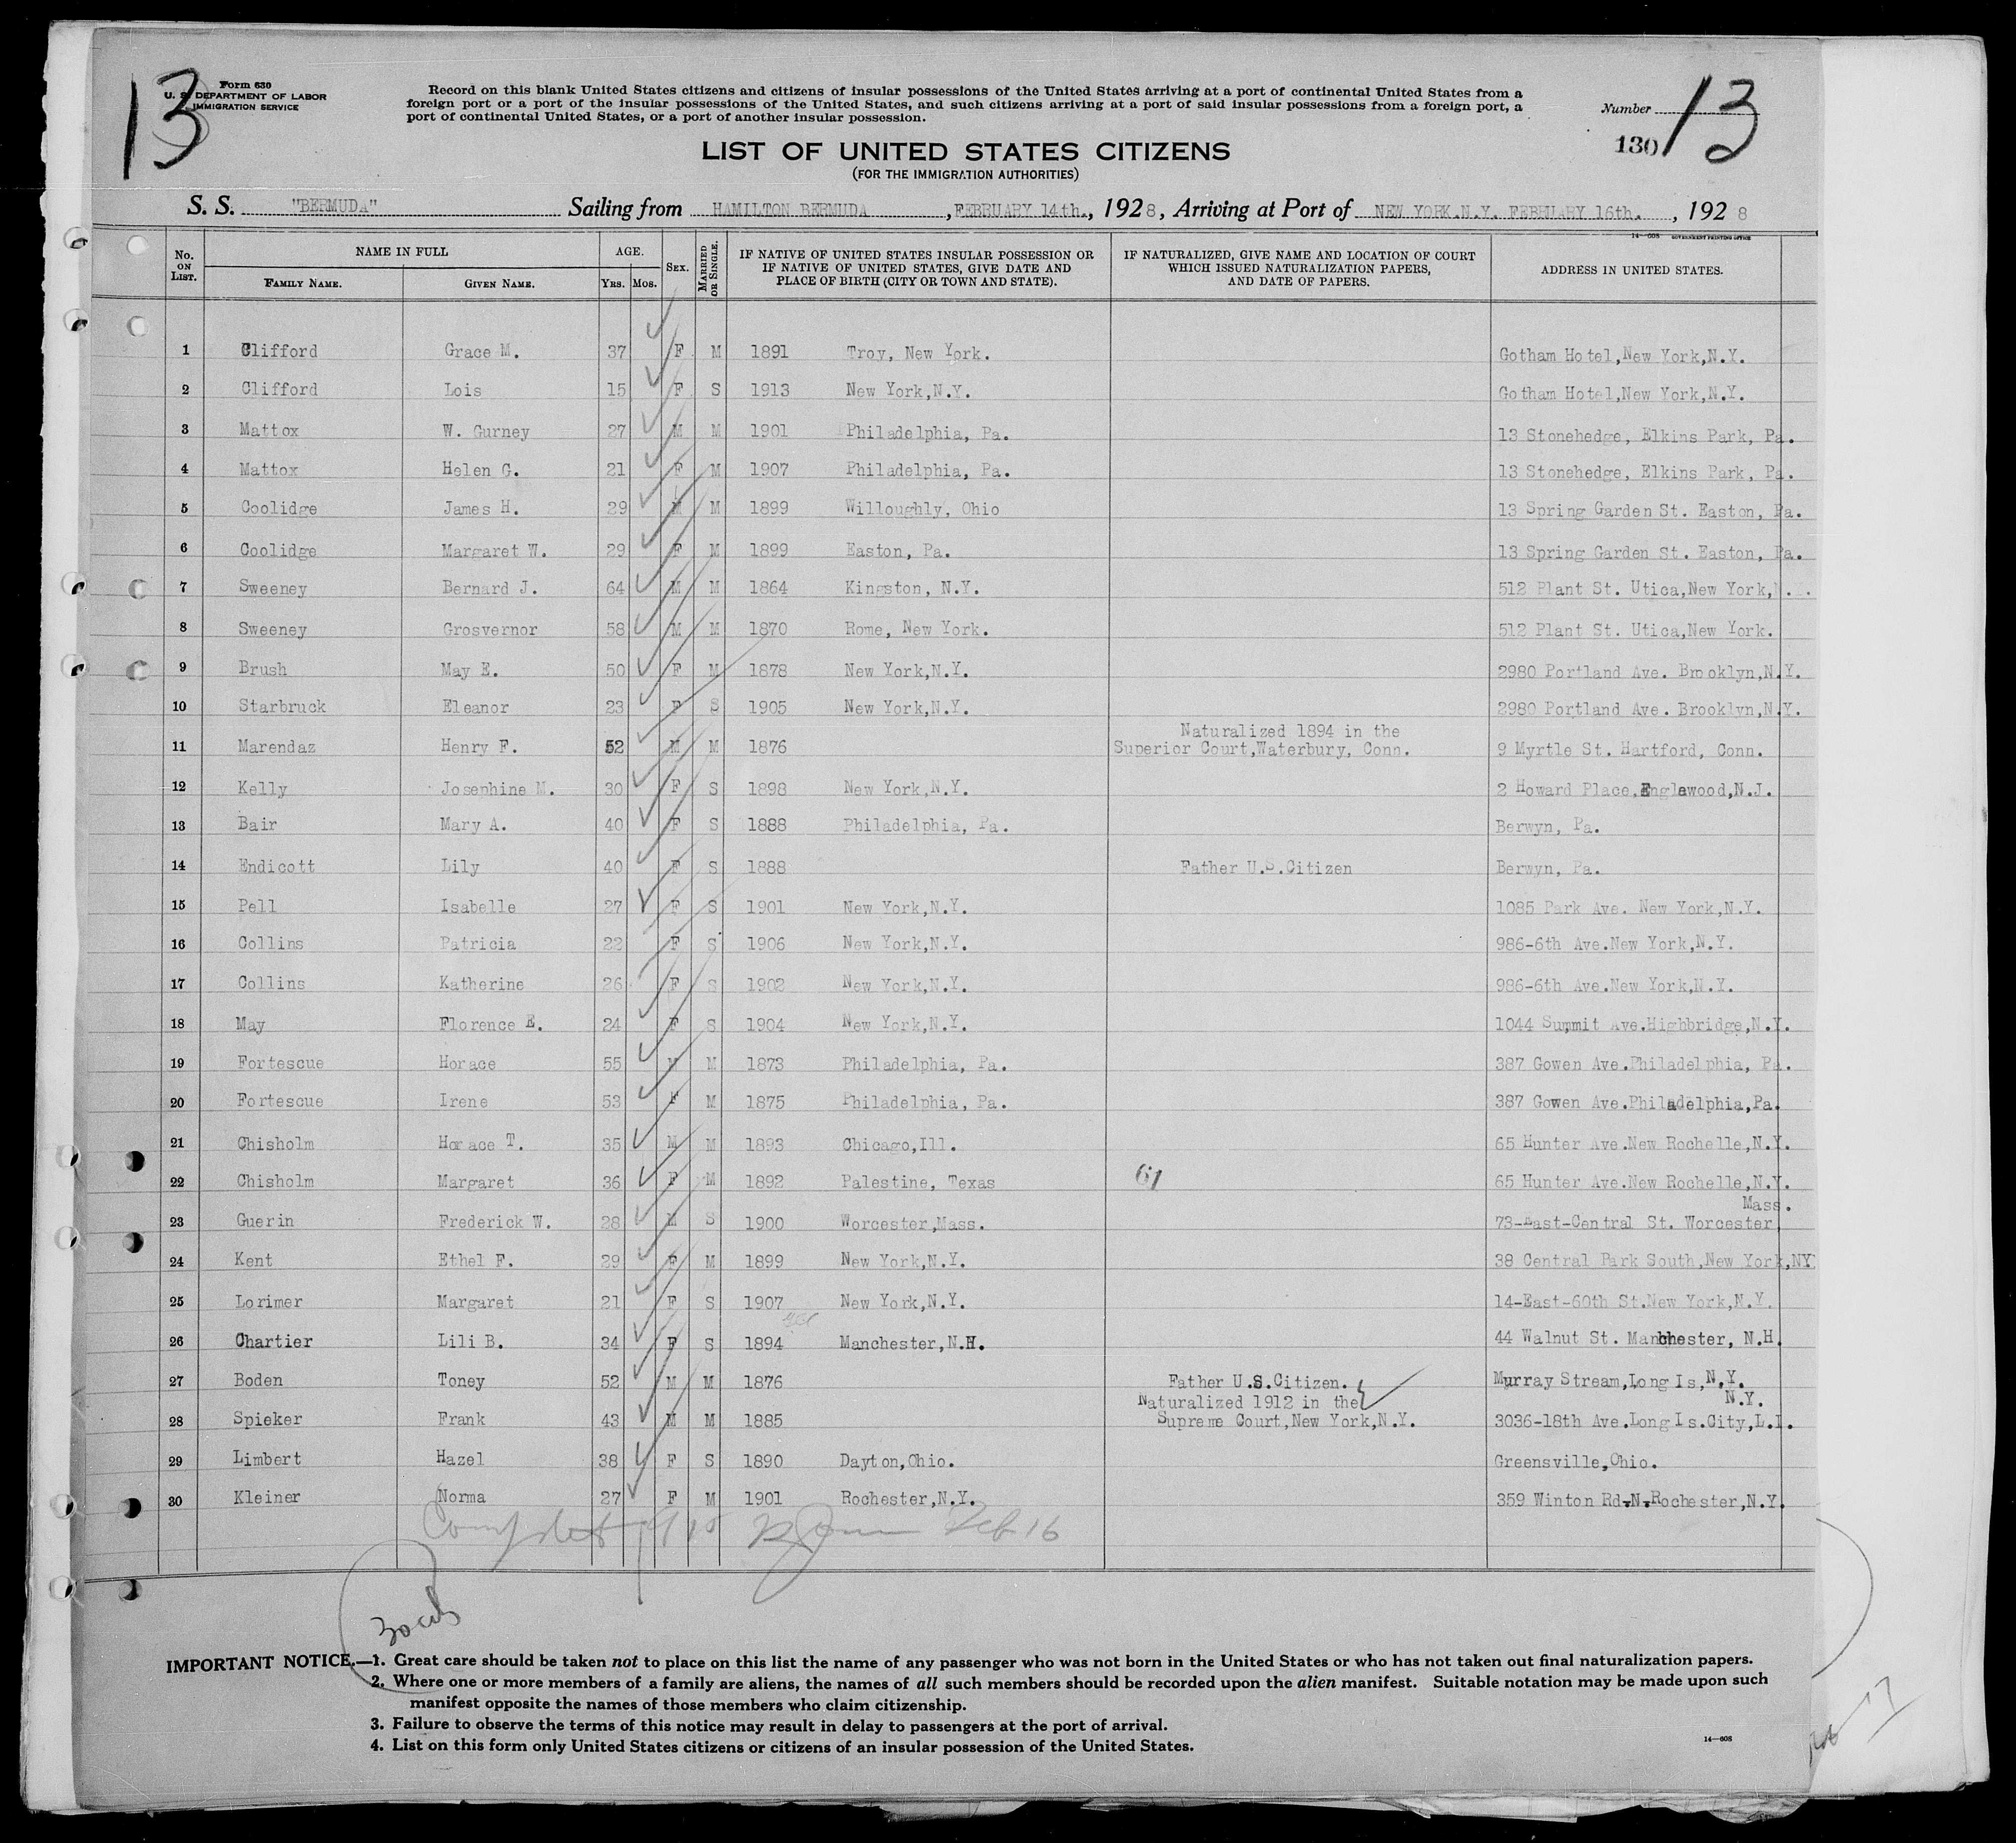 13
Form 630
U. S. DEPARTMENT OF LABOR
IMMIGRATION SERVICE
Record on this blank United States citizens and citizens of insular possessions of the United States arriving at a port of continental United States from a
foreign port or a port of the insular possessions of the United States, and such citizens arriving at a port of said insular possessions from a foreign port, a
port of continental United States, or a port of another insular possession.
Number 13
130
LIST OF UNITED STATES CITIZENS
(FOR THE IMMIGRATION AUTHORITIES)
S. S. "BERMUDA" Sailing from HAMILTON BERMUDA, FEBRUARY 14th., 1928, Arriving at Port of NEW YORK.N.Y. FEBRUARY 16th., 1928
14—608 GOVERNMENT PRINTING OFFICE
No. ON LIST. NAME IN FULL FAMILY NAME. GIVEN NAME. AGE. YRS. MOS. SEX. MARRIED OR SINGLE. IF NATIVE OF UNITED STATES INSULAR POSSESSION OR IF NATIVE OF UNITED STATES, GIVE DATE AND PLACE OF BIRTH (CITY OR TOWN AND STATE). IF NATURALIZED, GIVE NAME AND LOCATION OF COURT WHICH ISSUED NATURALIZATION PAPERS, AND DATE OF PAPERS. ADDRESS IN UNITED STATES.
1 Clifford Grace M. 37 F M 1891 Troy, New York. Gotham Hotel,New York,N.Y.
2 Clifford Lois 15 F S 1913 New York,N.Y. Gotham Hotel,New York,N.Y.
3 Mattox W. Gurney 27 M M 1901 Philadelphia, Pa. 13 Stonehedge, Elkins Park, Pa.
4 Mattox Helen G. 21 F M 1907 Philadelphia, Pa. 13 Stonehedge, Elkins Park, Pa.
5 Coolidge James H. 29 M M 1899 Willoughly, Ohio 13 Spring Garden St. Easton, Pa.
6 Coolidge Margaret W. 29 F M 1899 Easton, Pa. 13 Spring Garden St. Easton, Pa.
7 Sweeney Bernard J. 64 M M 1864 Kingston, N.Y. 512 Plant St. Utica,New York,N.Y.
8 Sweeney Grosvernor 58 M M 1870 Rome, New York. 512 Plant St. Utica,New York.
9 Brush May E. 50 F M 1878 New York,N.Y. 2980 Portland Ave. Brooklyn,N.Y.
10 Starbruck Eleanor 23 F S 1905 New York,N.Y. 2980 Portland Ave. Brooklyn,N.Y.
11 Marendaz Henry F. 52 M M 1876 Naturalized 1894 in the Superior Court,Waterbury, Conn. 9 Myrtle St. Hartford, Conn.
12 Kelly Josephine M. 30 F S 1898 New York,N.Y. 2 Howard Place,Englewood,N.J.
13 Bair Mary A. 40 F S 1888 Philadelphia, Pa. Berwyn, Pa.
14 Endicott Lily 40 F S 1888 Father U.S.Citizen Berwyn, Pa.
15 Pell Isabelle 27 F S 1901 New York,N.Y. 1085 Park Ave. New York,N.Y.
16 Collins Patricia 22 F S 1906 New York,N.Y. 986-6th Ave.New York,N.Y.
17 Collins Katherine 26 F S 1902 New York,N.Y. 986-6th Ave.New York,N.Y.
18 May Florence E. 24 F S 1904 New York,N.Y. 1044 Summit Ave.Highbridge,N.Y.
19 Fortescue Horace 55 M M 1873 Philadelphia, Pa. 387 Gowen Ave.Philadelphia, Pa.
20 Fortescue Irene 53 F M 1875 Philadelphia, Pa. 387 Gowen Ave.Philadelphia,Pa.
21 Chisholm Horace T. 35 M M 1893 Chicago,Ill. 65 Hunter Ave.New Rochelle,N.Y.
22 Chisholm Margaret 36 F M 1892 Palestine, Texas 61 65 Hunter Ave.New Rochelle,N.Y.
23 Guerin Frederick W. 28 M S 1900 Worcester,Mass. 73-East-Central St. Worcester Mass.
24 Kent Ethel F. 29 F M 1899 New York,N.Y. 38 Central Park South,New York,NY
25 Lorimer Margaret 21 F S 1907 New York,N.Y. 14-East-60th St.New York,N.Y.
26 Chartier Lili B. 34 F S 1894 Manchester,N.H. 44 Walnut St. Manchester, N.H.
27 Boden Toney 52 M M 1876 Father U.S.Citizen. Murray Stream,Long Is,N.Y.
28 Spieker Frank 43 M M 1885 Naturalized 1912 in the Supreme Court,New York,N.Y. 3036-18th Ave.Long Is.City,L.I. N.Y.
29 Limbert Hazel 38 F S 1890 Dayton,Ohio. Greensville,Ohio.
30 Kleiner Norma 27 F M 1901 Rochester,N.Y. 359 Winton Rd.N.Rochester,N.Y.
Feb 16
IMPORTANT NOTICE.—1. Great care should be taken not to place on this list the name of any passenger who was not born in the United States or who has not taken out final naturalization papers.
2. Where one or more members of a family are aliens, the names of all such members should be recorded upon the alien manifest. Suitable notation may be made upon such
manifest opposite the names of those members who claim citizenship.
3. Failure to observe the terms of this notice may result in delay to passengers at the port of arrival.
4. List on this form only United States citizens or citizens of an insular possession of the United States.
14—608